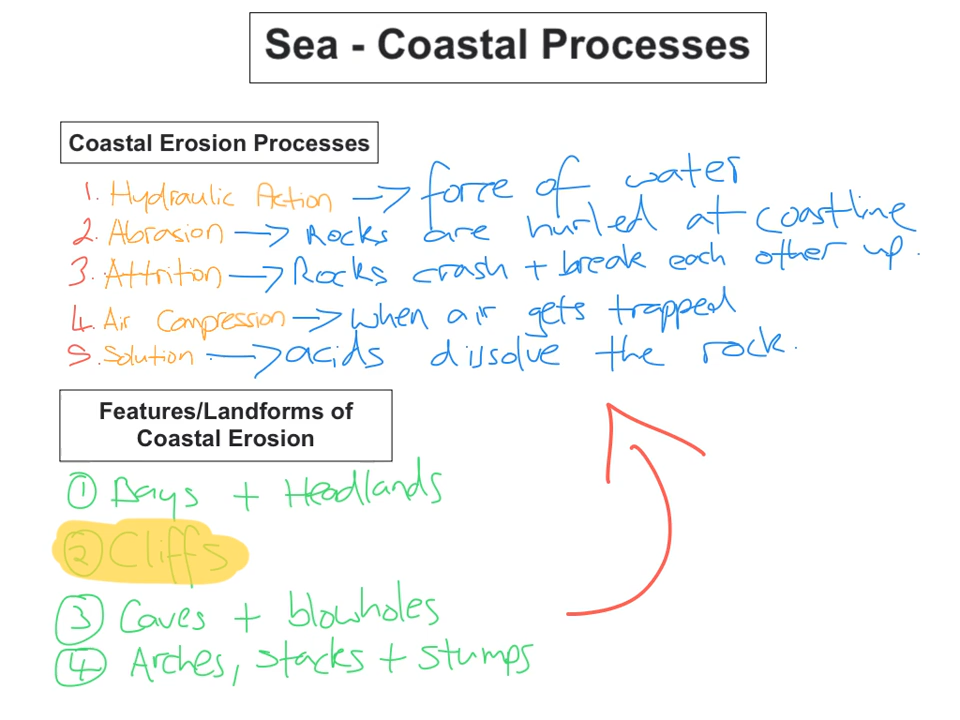 Sea - Coastal Processes
Coastal Erosion Processes
1. Hydraulic Action → force of water
2. Abrasion → Rocks are hurled at coastline
3. Attrition → Rocks crash + break each other up.
4. Air Compression → when air gets trapped
5. Solution → acids dissolve the rock.
Features/Landforms of
Coastal Erosion
① Bays + Headlands
② Cliffs
③ Caves + blowholes
④ Arches, stacks + stumps